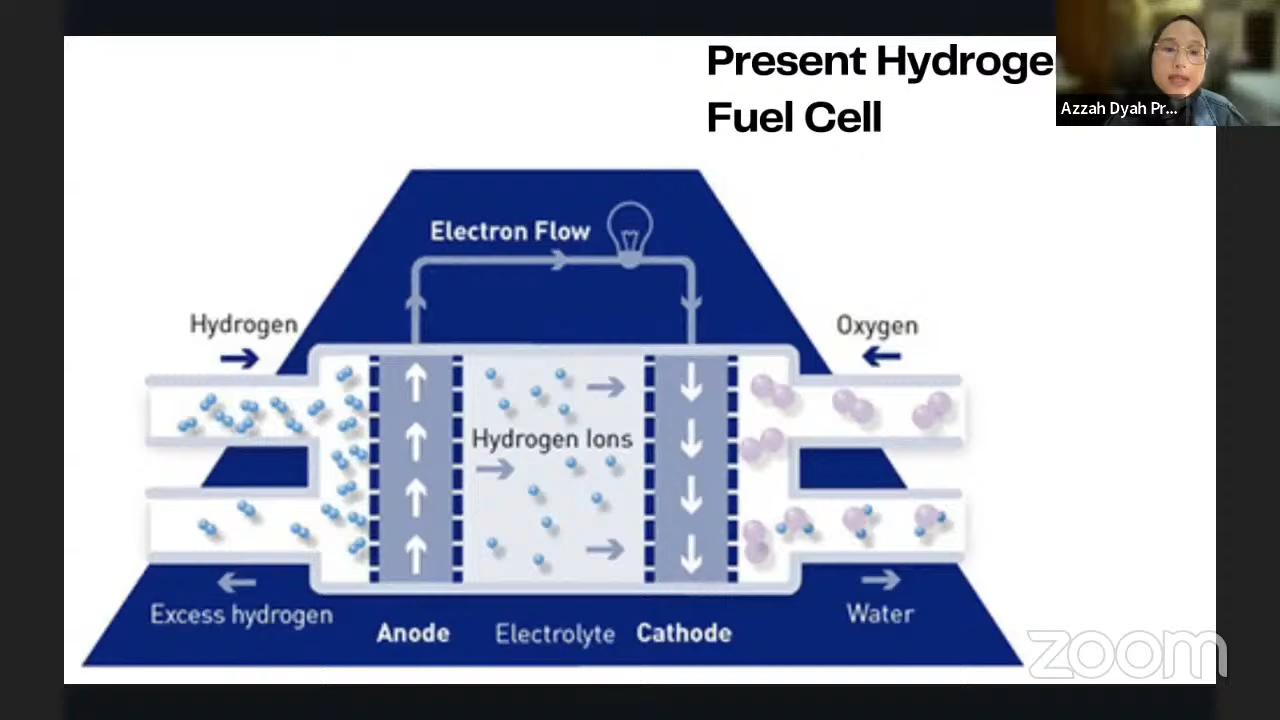 Present Hydroge
Fuel Cell
Azzah Dyah Pr...
Electron Flow
Hydrogen
Oxygen
Hydrogen Ions
Excess hydrogen
Water
Anode
Electrolyte
Cathode
zoom